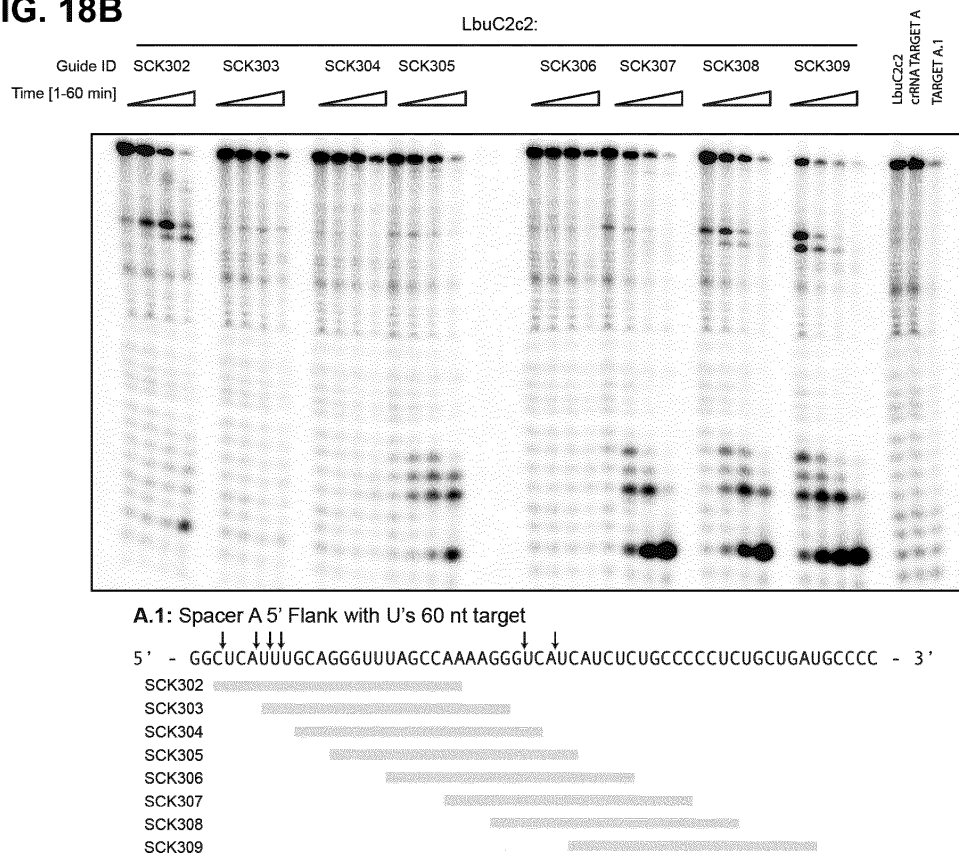 IG. 18B
LbuC2c2:
Guide ID SCK302 SCK303 SCK304 SCK305 SCK306 SCK307 SCK308 SCK309
Time [1-60 min]
LbuC2c2
crRNA TARGET A
TARGET A.1
A.1: Spacer A 5' Flank with U's 60 nt target
5' - GGCUCAUUUGCAGGGUUUAGCCAAAAGGGUCAUCAUCUCUGCCCCCUCUGCUGAUGCCCC - 3'
SCK302
SCK303
SCK304
SCK305
SCK306
SCK307
SCK308
SCK309